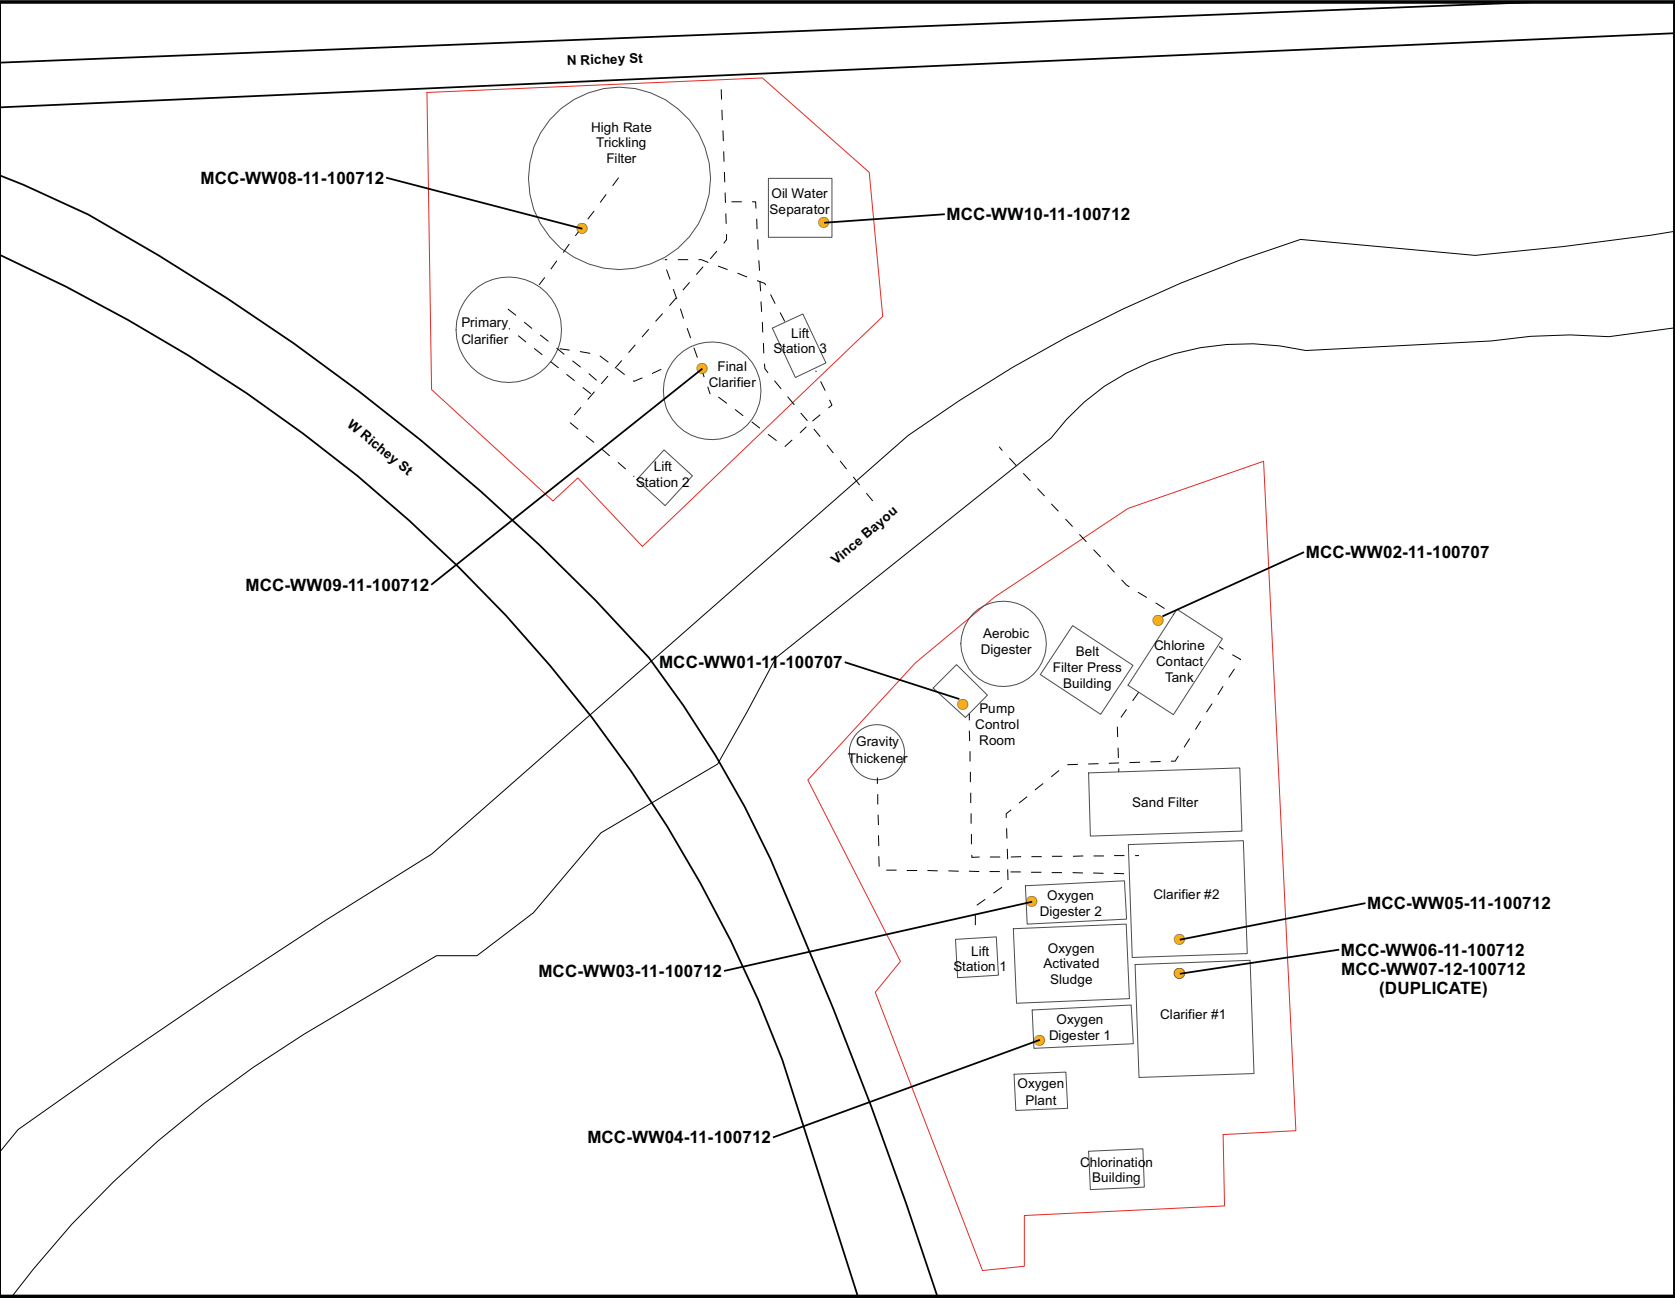 N Richey St
High Rate
Trickling
Filter
MCC-WW08-11-100712
Oil Water
Separator
MCC-WW10-11-100712
Primary
Clarifier
Lift
Station 3
Final
Clarifier
W Richey St
Lift
Station 2
Vince Bayou
MCC-WW09-11-100712
MCC-WW02-11-100707
Aerobic
Digester
Belt
Filter Press
Building
Chlorine
Contact
Tank
MCC-WW01-11-100707
Pump
Control
Room
Gravity
Thickener
Sand Filter
Clarifier #2
Oxygen
Digester 2
MCC-WW05-11-100712
Lift
Station 1
Oxygen
Activated
Sludge
MCC-WW03-11-100712
MCC-WW06-11-100712
MCC-WW07-12-100712
(DUPLICATE)
Clarifier #1
Oxygen
Digester 1
Oxygen
Plant
MCC-WW04-11-100712
Chlorination
Building